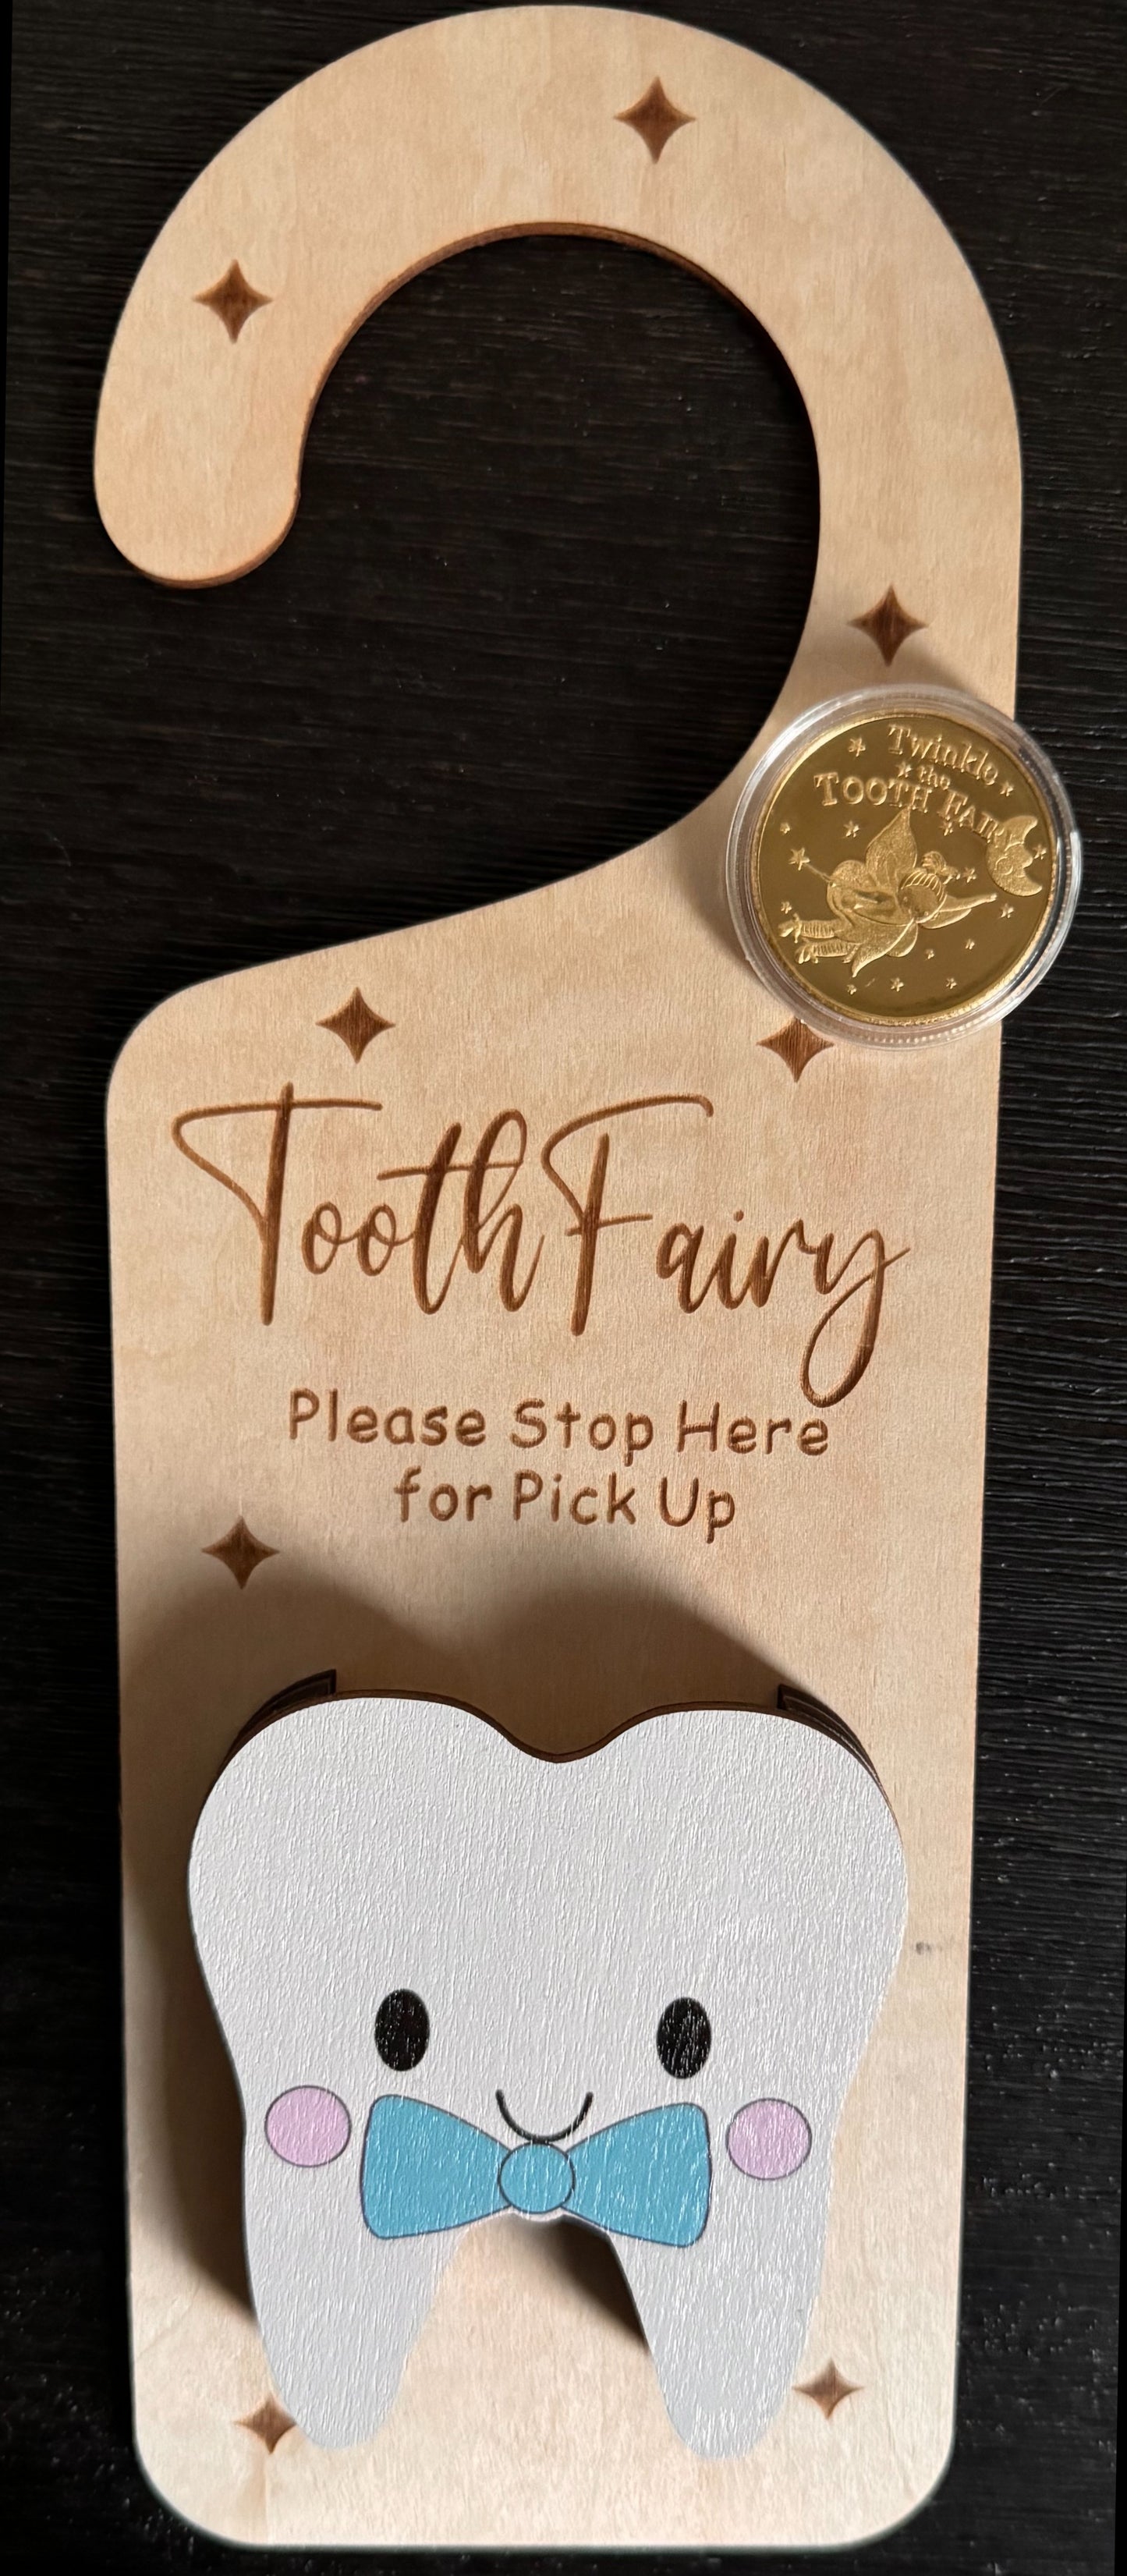 Twinkle
the
TOOTH FAIRY
Tooth Fairy
Please Stop Here
for Pick Up